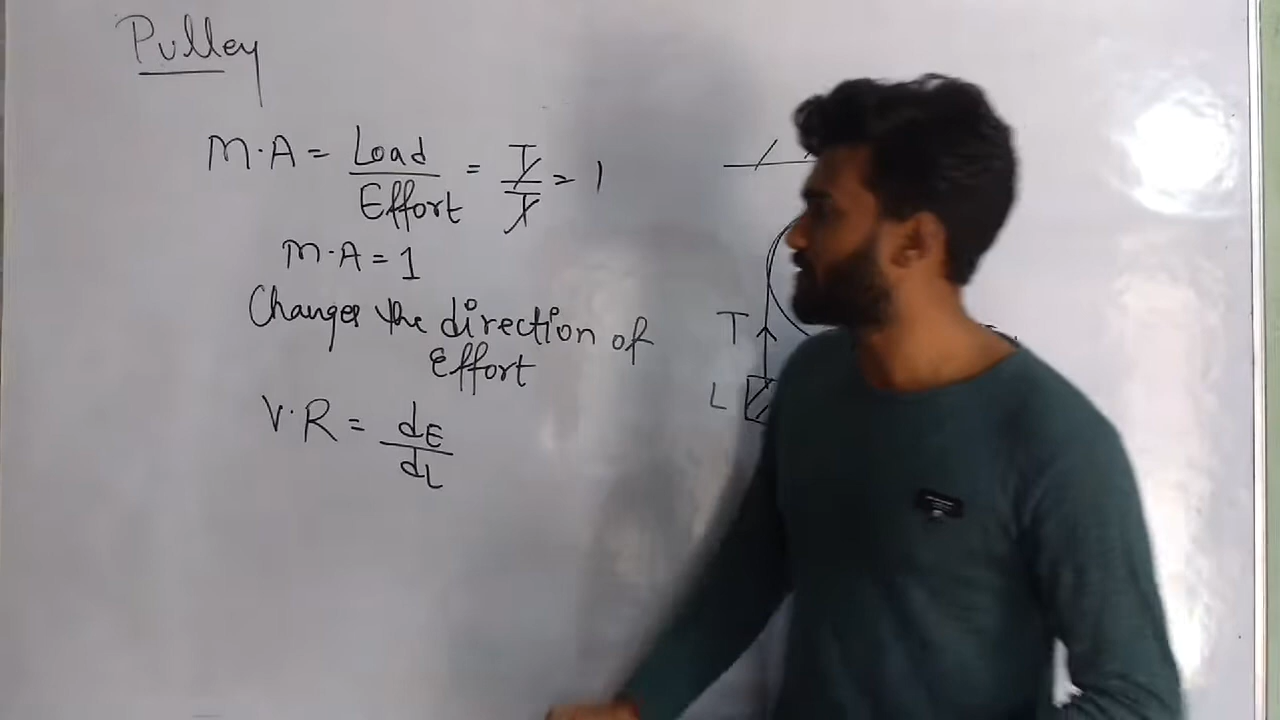 Pulley
M.A = Load / Effort = T / T = 1
M.A = 1
Changes the direction of
Effort
V.R = dE / dL
T
L